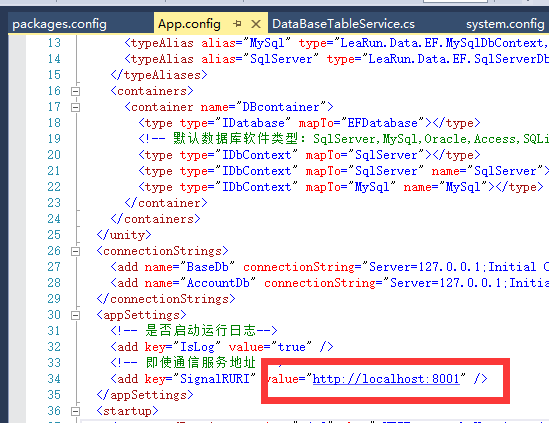 packages.config App.config DataBaseTableService.cs system.config
13 <typeAlias alias="MySql" type="LeaRun.Data.EF.MySqlDbContext,
14 <typeAlias alias="SqlServer" type="LeaRun.Data.EF.SqlServerDb
15 </typeAliases>
16 <containers>
17 <container name="DBcontainer">
18 <type type="IDatabase" mapTo="EFDatabase"></type>
19 <!-- 默认数据库软件类型: SqlServer,MySql,Oracle,Access,SQLi
20 <type type="IDbContext" mapTo="SqlServer"></type>
21 <type type="IDbContext" mapTo="SqlServer" name="SqlServer">
22 <type type="IDbContext" mapTo="MySql" name="MySql"></type>
23 </container>
24 </containers>
25 </unity>
26 <connectionStrings>
27 <add name="BaseDb" connectionString="Server=127.0.0.1;Initial C
28 <add name="AccountDb" connectionString="Server=127.0.0.1;Initia
29 </connectionStrings>
30 <appSettings>
31 <!-- 是否启动运行日志-->
32 <add key="IsLog" value="true" />
33 <!-- 即使通信服务地址
34 <add key="SignalRURI" value="http://localhost:8001" />
35 </appSettings>
36 <startup>